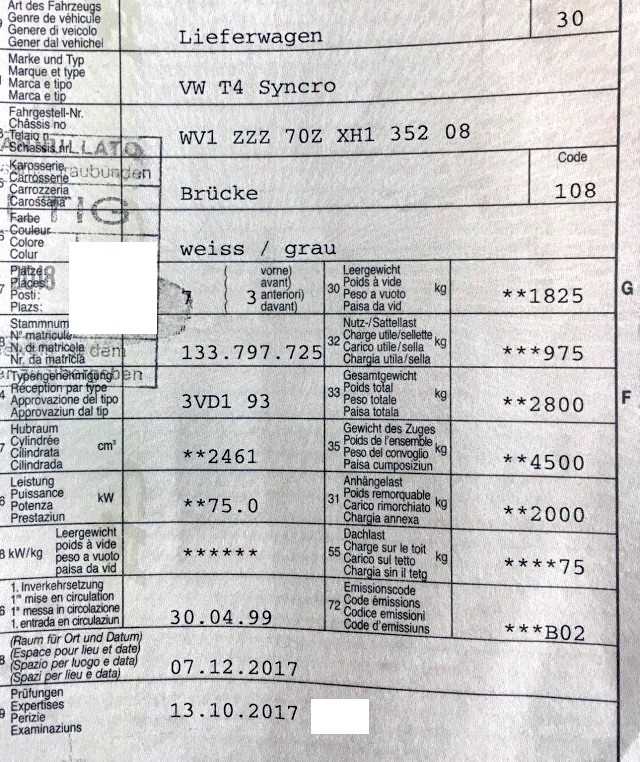 Art des Fahrzeugs
Genre de véhicule
Genere di veicolo
Gener dal vehichel
Lieferwagen
30
Marke und Typ
Marque et type
Marca e tipo
Marca e tip
VW T4 Syncro
Fahrgestell-Nr.
Châssis no
Telaio n.
Schassis nr.
WV1 ZZZ 70Z XH1 352 08
Karosserie
Carrosserie
Carrozzeria
Carossaria
Brücke
Code
108
Farbe
Couleur
Colore
Colur
weiss / grau
Plätze
Places
Posti:
Plazs:
7
3
vorne)
avant)
anteriori)
davant)
30
Leergewicht
Poids à vide
Peso a vuoto
Paisa da vid
kg
**1825
G
Stammnum
N° matricule
N. di matricola
Nr. da matricla
133.797.725
32
Nutz-/Sattellast
Charge utile/sellette
Carico utile/sella
Chargia utila/sella
kg
***975
Typengenehmigung
Réception par type
Approvazione del tipo
Approvaziun dal tip
3VD1 93
33
Gesamtgewicht
Poids total
Peso totale
Paisa totala
kg
**2800
F
Hubraum
Cylindrée
Cilindrata
Cilindrada
cm³
**2461
35
Gewicht des Zuges
Poids de l'ensemble
Peso del convoglio
Paisa cumposiziun
kg
**4500
Leistung
Puissance
Potenza
Prestaziun
kW
**75.0
31
Anhängelast
Poids remorquable
Carico rimorchiato
Chargia annexa
kg
**2000
kW/kg
Leergewicht
poids à vide
peso a vuoto
paisa da vid
******
55
Dachlast
Charge sur le toit
Carico sul tetto
Chargia sin il tetg
kg
****75
1. Inverkehrsetzung
1re mise en circulation
1a messa in circolazione
1. entrada en circulaziun
30.04.99
72
Emissionscode
Code émissions
Codice emissioni
Code d'emissiuns
***B02
(Raum für Ort und Datum)
(Espace pour lieu et date)
(Spazio per luogo e data)
(Spazi per lieu e data)
07.12.2017
Prüfungen
Expertises
Perizie
Examinaziuns
13.10.2017